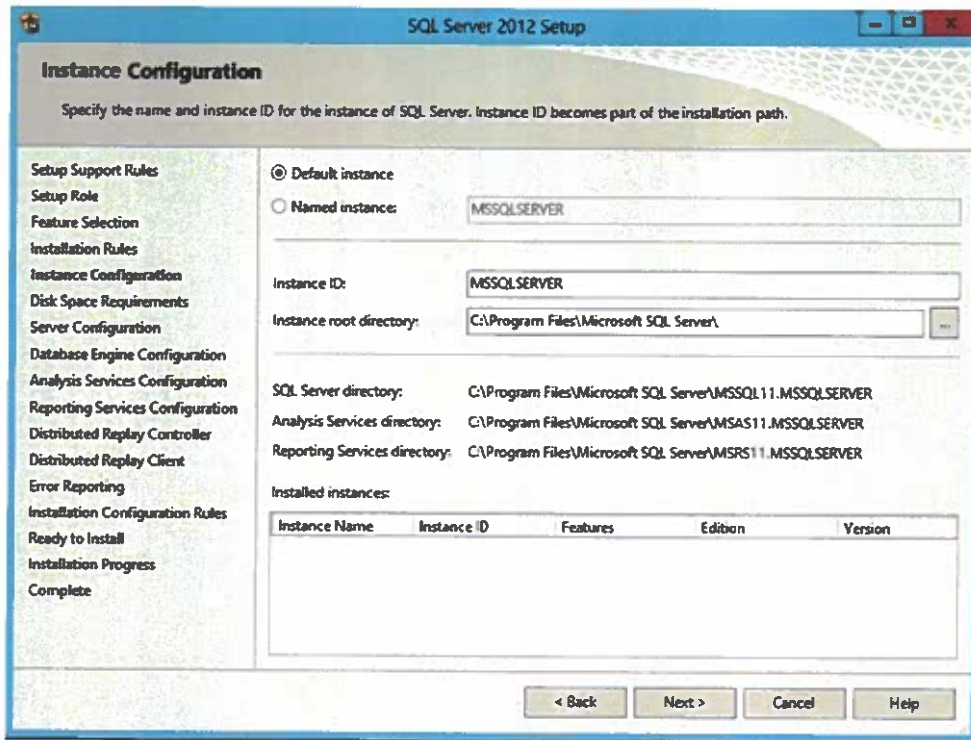 SQL Server 2012 Setup
Instance Configuration
Specify the name and instance ID for the instance of SQL Server. Instance ID becomes part of the installation path.
Setup Support Rules
Setup Role
Feature Selection
Installation Rules
Instance Configuration
Disk Space Requirements
Server Configuration
Database Engine Configuration
Analysis Services Configuration
Reporting Services Configuration
Distributed Replay Controller
Distributed Replay Client
Error Reporting
Installation Configuration Rules
Ready to Install
Installation Progress
Complete
Default instance
Named instance: MSSQLSERVER
Instance ID: MSSQLSERVER
Instance root directory: C:\Program Files\Microsoft SQL Server\ ...
SQL Server directory: C:\Program Files\Microsoft SQL Server\MSSQL11.MSSQLSERVER
Analysis Services directory: C:\Program Files\Microsoft SQL Server\MSAS11.MSSQLSERVER
Reporting Services directory: C:\Program Files\Microsoft SQL Server\MSRS11.MSSQLSERVER
Installed instances:
Instance Name Instance ID Features Edition Version
< Back Next > Cancel Help